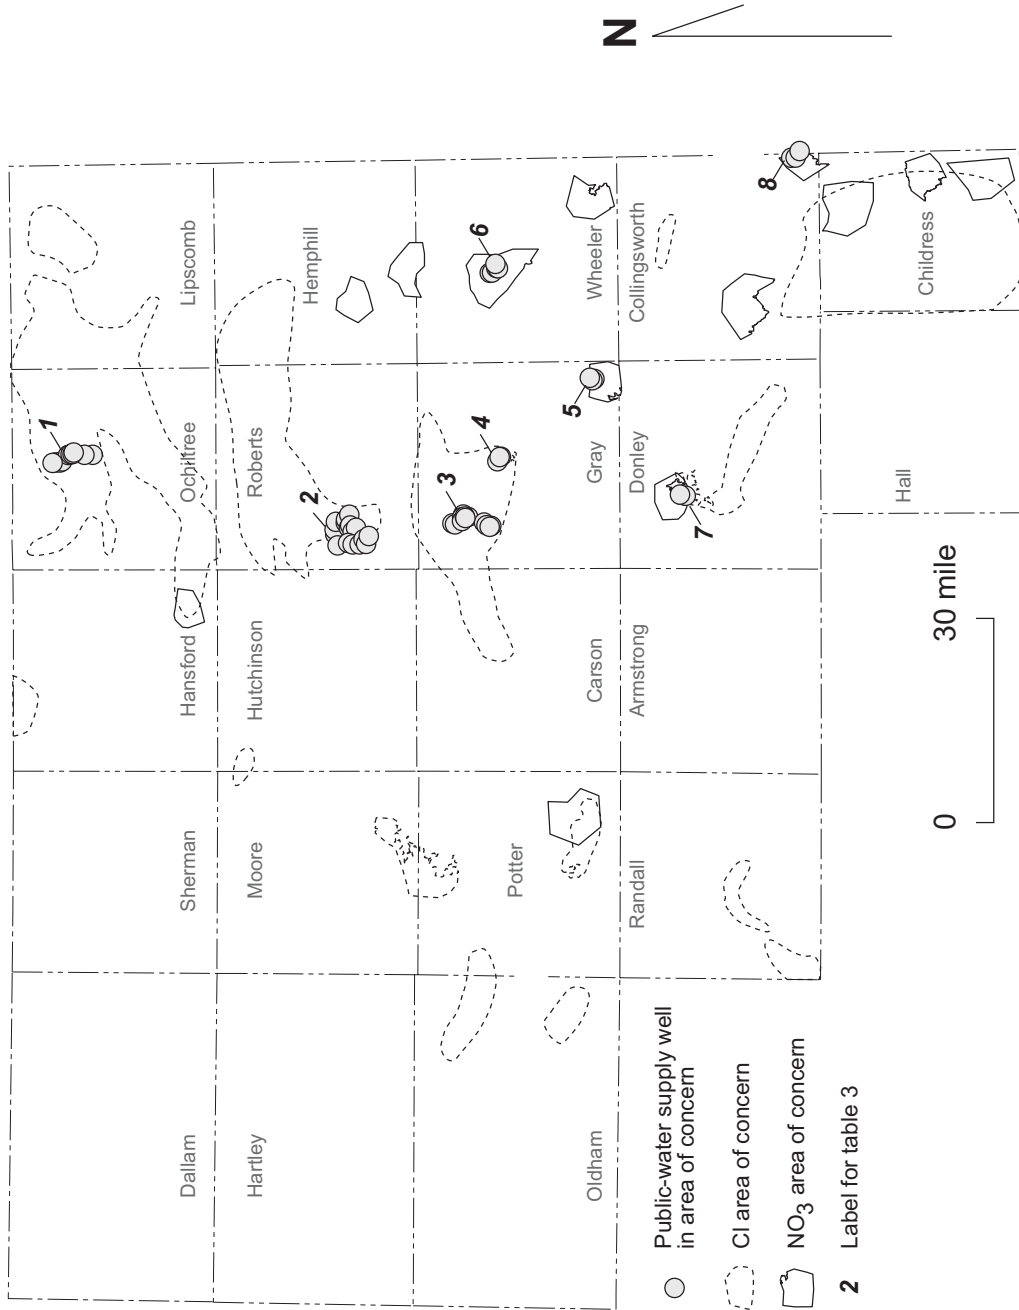 1
Dallam
Sherman
Hansford
Ochiltree
Lipscomb
Hartley
Moore
Hutchinson
Roberts
Hemphill
2
3
4
6
Potter
5
Oldham
Carson
Gray
Wheeler
N
Randall
Armstrong
Donley
Collingsworth
7
8
Public-water supply well
in area of concern
Cl area of concern
NO3 area of concern
2 Label for table 3
Hall
Childress
0 30 mile